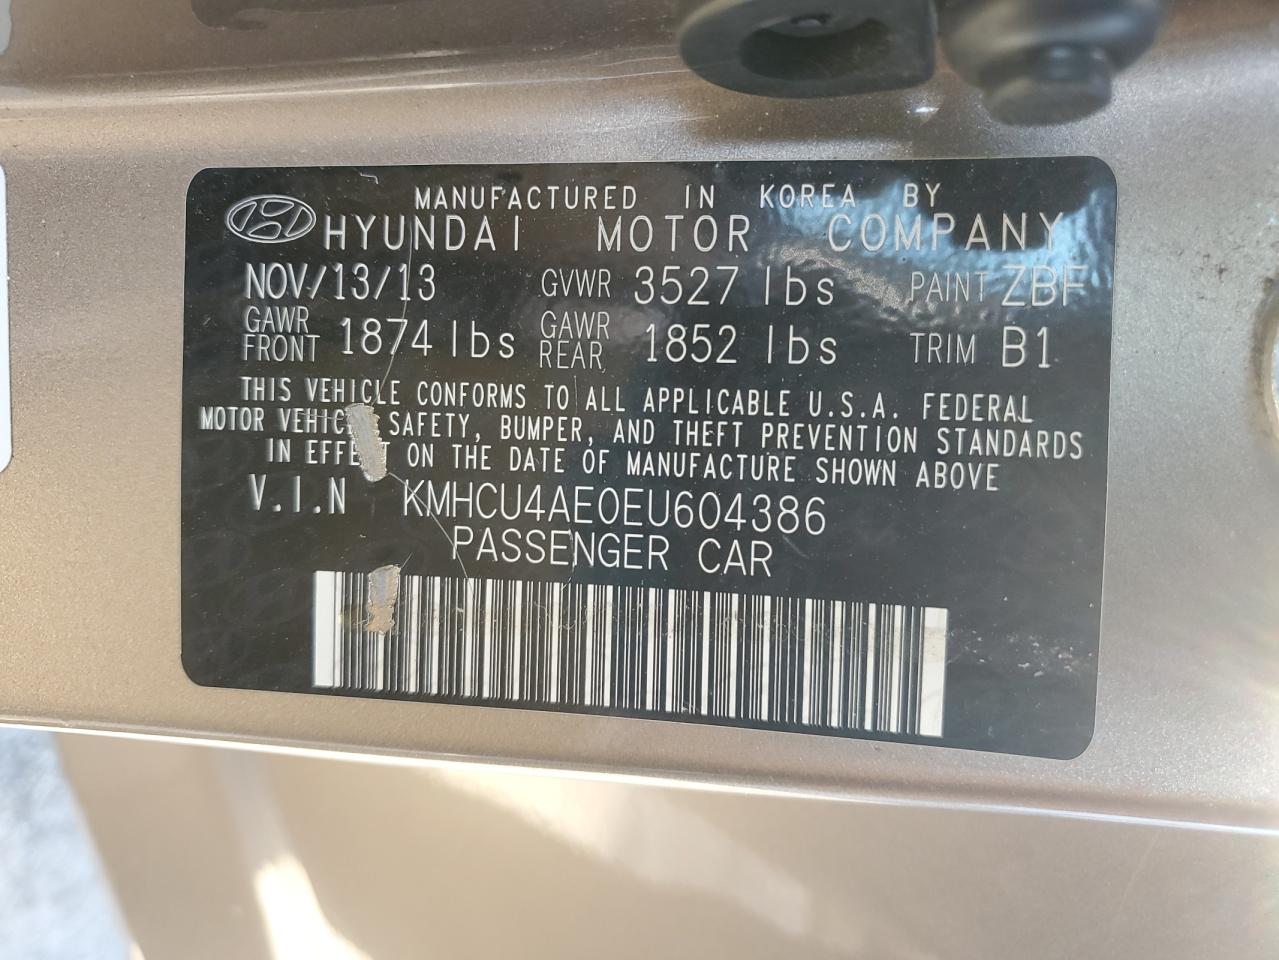 MANUFACTURED IN KOREA BY
HYUNDAI MOTOR COMPANY
NOV/13/13 GVWR 3527 lbs PAINT ZBF
GAWR FRONT 1874 lbs GAWR REAR 1852 lbs TRIM B1
THIS VEHICLE CONFORMS TO ALL APPLICABLE U.S.A. FEDERAL
MOTOR VEHICLE SAFETY, BUMPER, AND THEFT PREVENTION STANDARDS
IN EFFECT ON THE DATE OF MANUFACTURE SHOWN ABOVE
V.I.N KMHCU4AE0EU604386
PASSENGER CAR